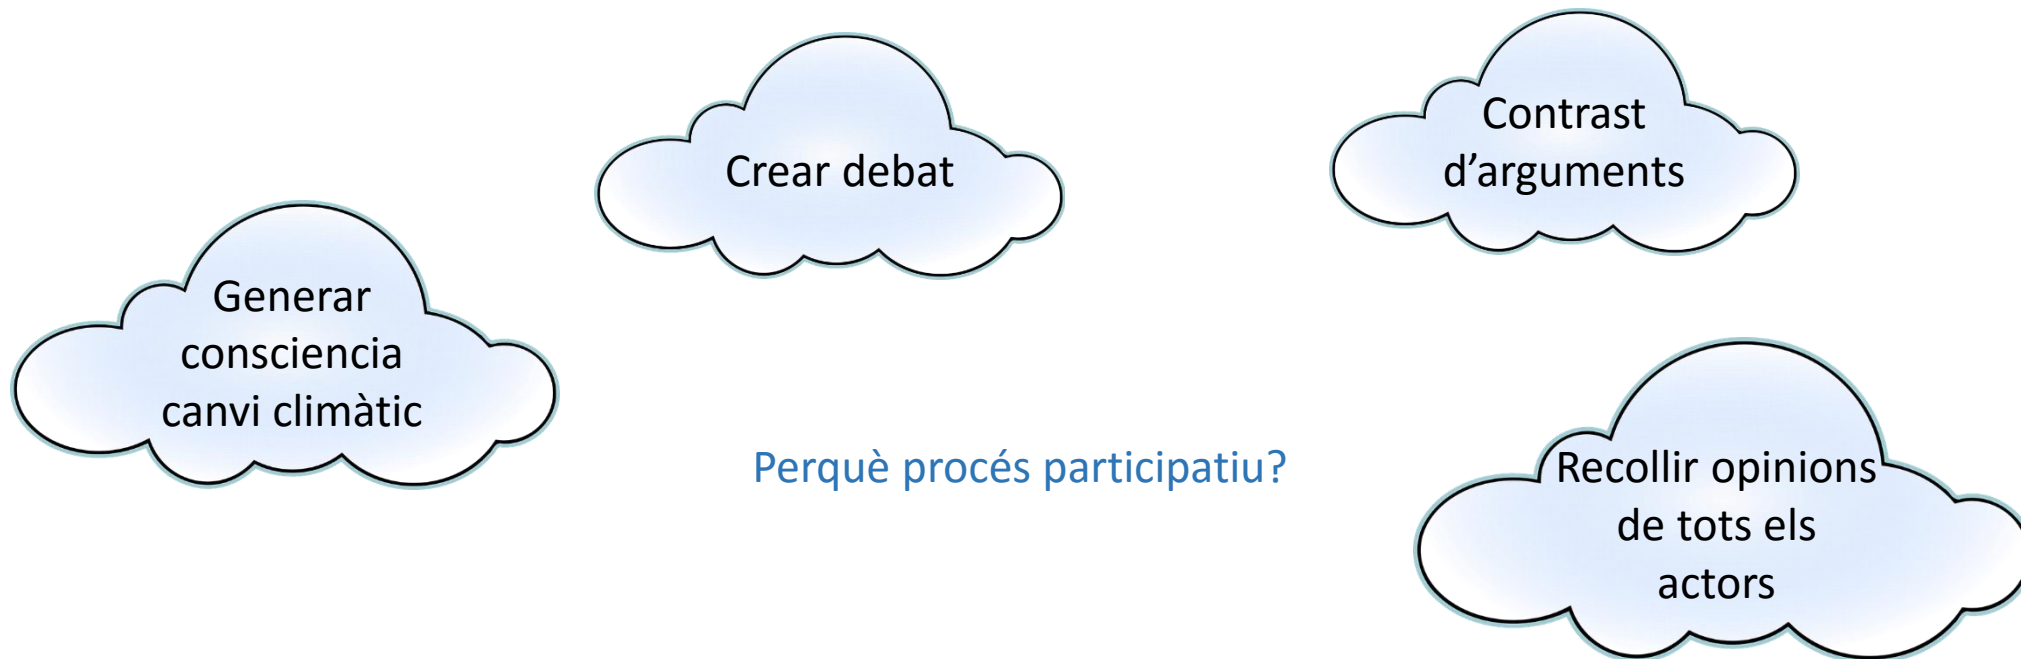 Crear debat
Contrast
d’arguments
Generar
consciencia
canvi climàtic
Perquè procés participatiu?
Recollir opinions
de tots els
actors